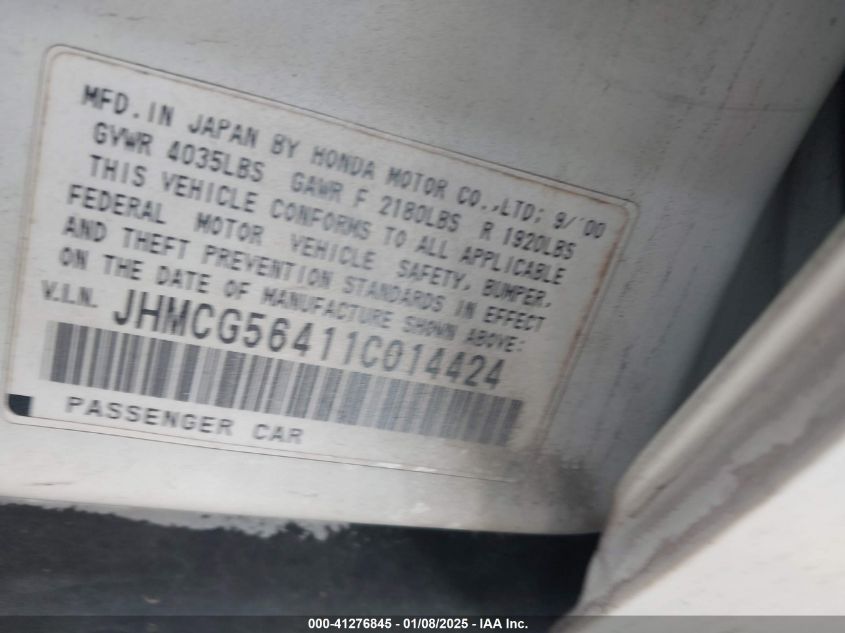 MFD. IN JAPAN BY HONDA MOTOR CO., LTD; 9/'00
GVWR 4035LBS GAWR F 2180LBS R 1920LBS
THIS VEHICLE CONFORMS TO ALL APPLICABLE
FEDERAL MOTOR VEHICLE SAFETY, BUMPER,
AND THEFT PREVENTION STANDARDS IN EFFECT
ON THE DATE OF MANUFACTURE SHOWN ABOVE:
V.I.N. JHMCG56411C014424
PASSENGER CAR
000-41276845 - 01/08/2025 - IAA Inc.